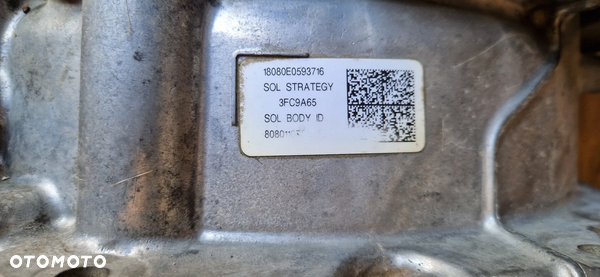 18080E0593716
SOL STRATEGY
3FC9A65
SOL BODY ID
OTOMOTO